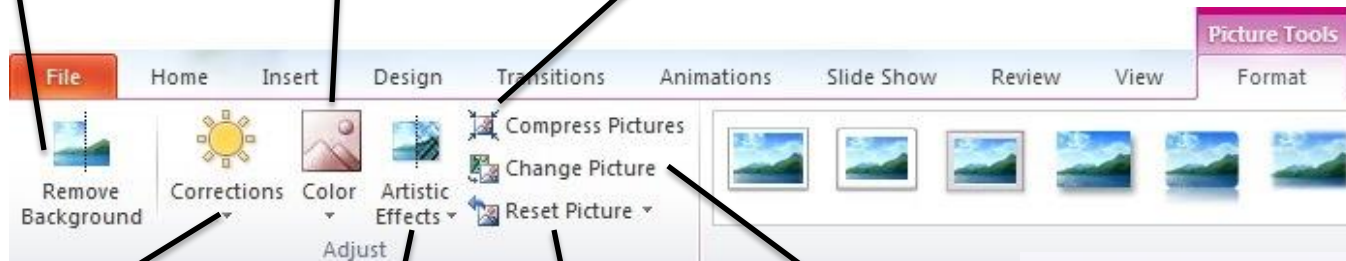 Picture Tools
File Home Insert Design Transitions Animations Slide Show Review View Format
Compress Pictures
Change Picture
Reset Picture
Remove Background
Corrections
Color
Artistic Effects
Adjust